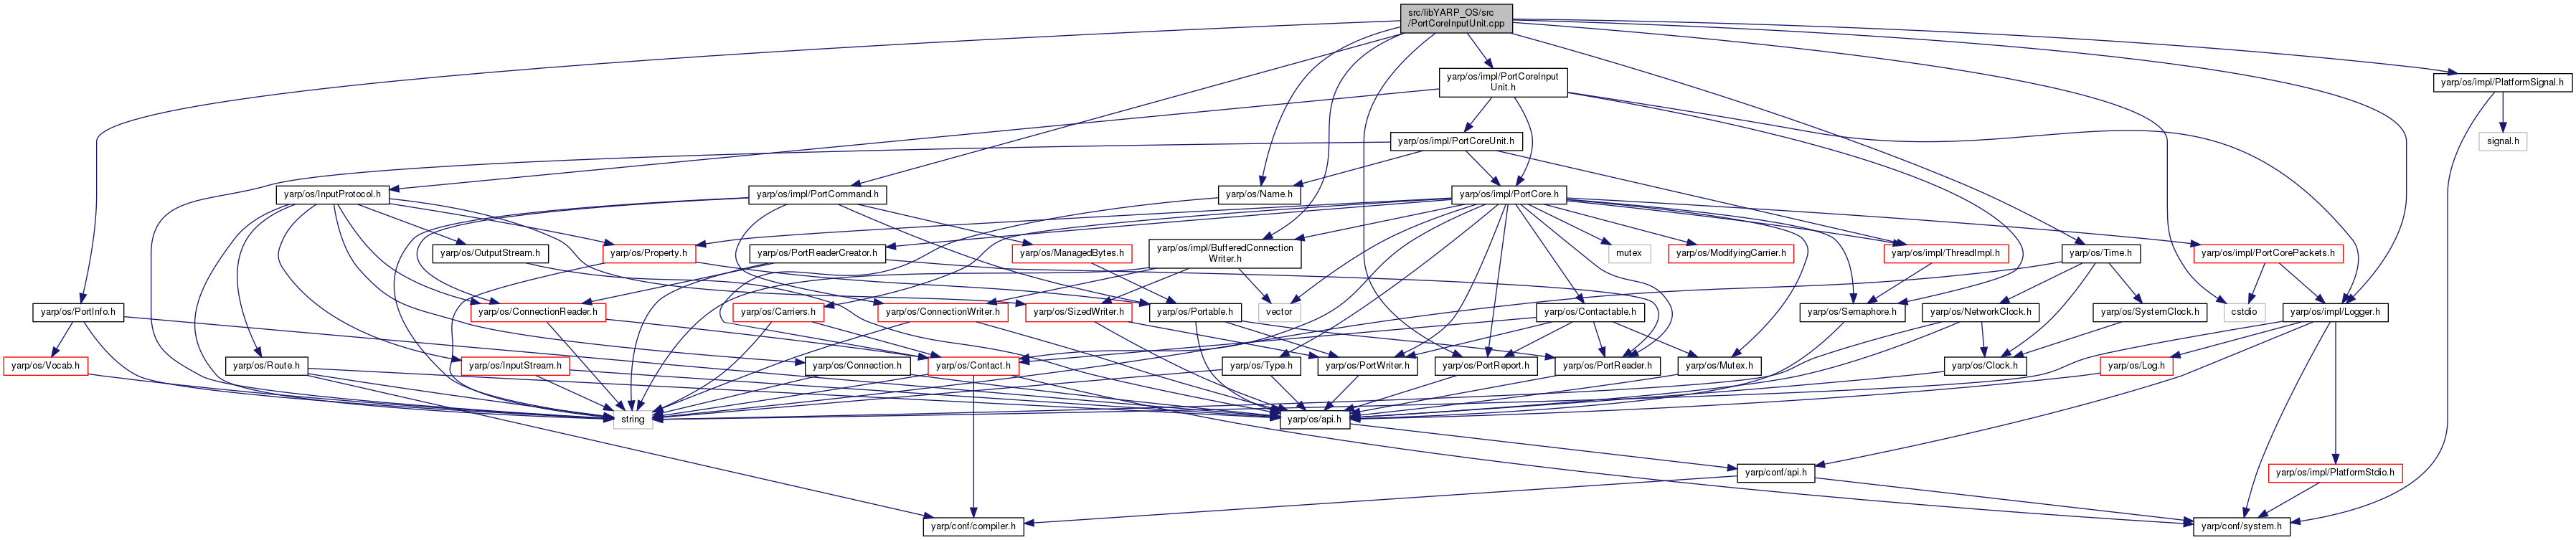 src/libYARP_OS/src
/PortCoreInputUnit.cpp
yarp/os/impl/PortCoreInput
Unit.h
yarp/os/impl/PlatformSignal.h
yarp/os/impl/PortCoreUnit.h
signal.h
yarp/os/InputProtocol.h
yarp/os/impl/PortCommand.h
yarp/os/Name.h
yarp/os/impl/PortCore.h
yarp/os/OutputStream.h
yarp/os/Property.h
yarp/os/PortReaderCreator.h
yarp/os/ManagedBytes.h
yarp/os/impl/BufferedConnection
Writer.h
mutex
yarp/os/ModifyingCarrier.h
yarp/os/impl/ThreadImpl.h
yarp/os/Time.h
yarp/os/impl/PortCorePackets.h
yarp/os/PortInfo.h
yarp/os/ConnectionReader.h
yarp/os/Carriers.h
yarp/os/ConnectionWriter.h
yarp/os/SizedWriter.h
yarp/os/Portable.h
vector
yarp/os/Contactable.h
yarp/os/Semaphore.h
yarp/os/NetworkClock.h
yarp/os/SystemClock.h
cstdio
yarp/os/impl/Logger.h
yarp/os/Vocab.h
yarp/os/Route.h
yarp/os/InputStream.h
yarp/os/Connection.h
yarp/os/Contact.h
yarp/os/Type.h
yarp/os/PortWriter.h
yarp/os/PortReport.h
yarp/os/PortReader.h
yarp/os/Mutex.h
yarp/os/Clock.h
yarp/os/Log.h
string
yarp/os/api.h
yarp/conf/api.h
yarp/os/impl/PlatformStdio.h
yarp/conf/compiler.h
yarp/conf/system.h